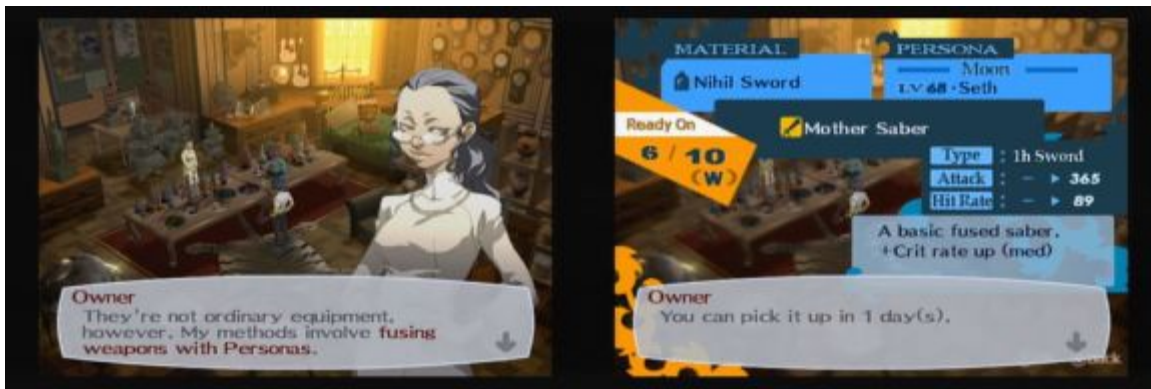 Owner
They're not ordinary equipment,
however. My methods involve fusing
weapons with Personas.
MATERIAL
Nihil Sword
PERSONA
Moon
LV 68 · Seth
Ready On
6 / 10
(W)
Mother Saber
Type : 1h Sword
Attack : – ▶ 365
Hit Rate : – ▶ 89
A basic fused saber.
+Crit rate up (med)
Owner
You can pick it up in 1 day(s).